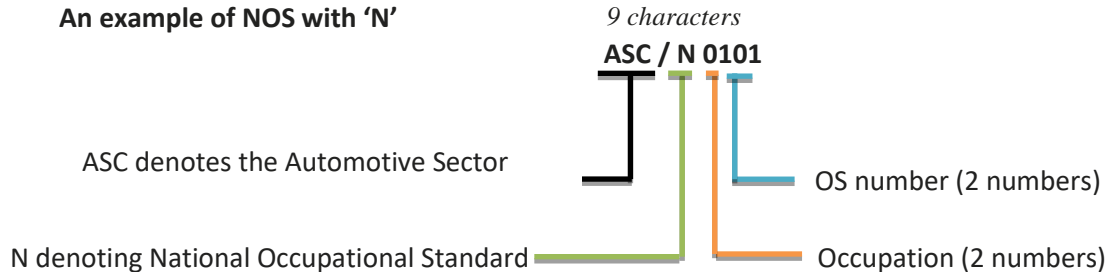 An example of NOS with ‘N’
9 characters
ASC / N 0101
ASC denotes the Automotive Sector
OS number (2 numbers)
N denoting National Occupational Standard
Occupation (2 numbers)